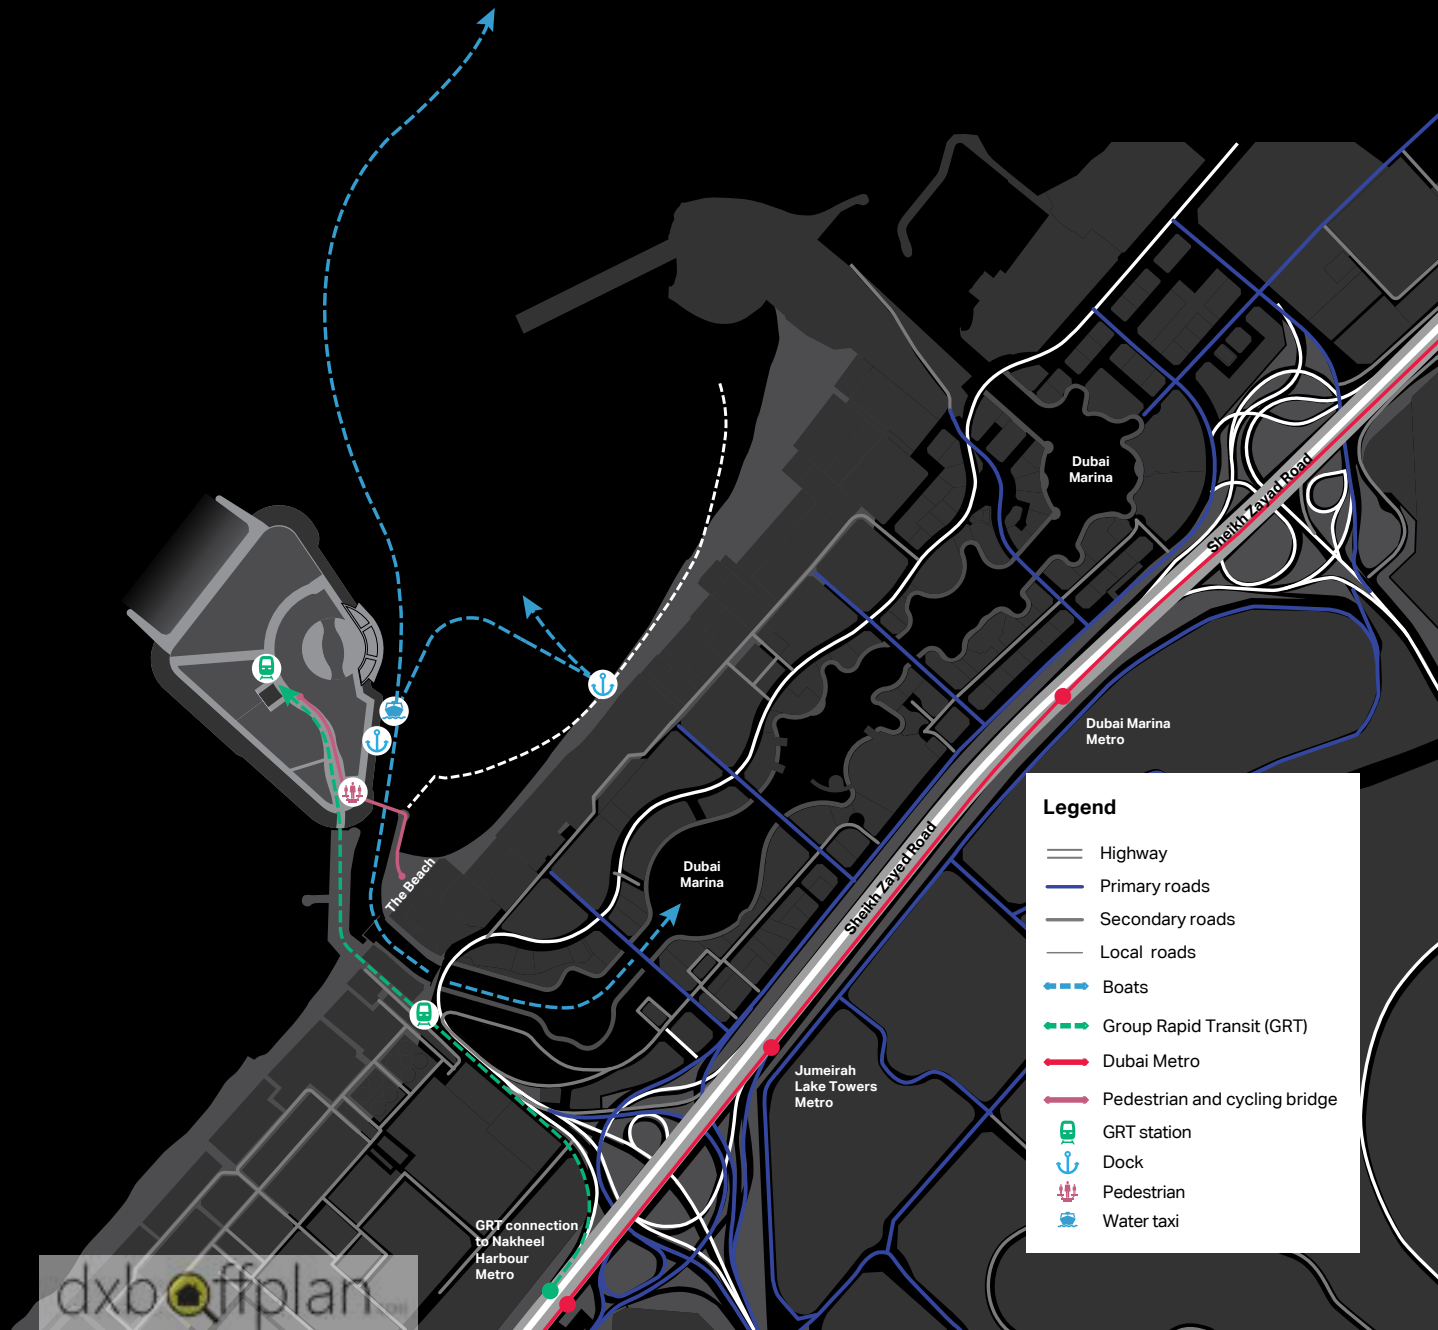 Dubai
Marina
Sheikh Zayad Road
Dubai Marina
Metro
Sheikh Zayed Road
Dubai
Marina
The Beach
Jumeirah
Lake Towers
Metro
GRT connection
to Nakheel
Harbour
Metro
Legend
Highway
Primary roads
Secondary roads
Local roads
Boats
Group Rapid Transit (GRT)
Dubai Metro
Pedestrian and cycling bridge
GRT station
Dock
Pedestrian
Water taxi
dxboffplan.com